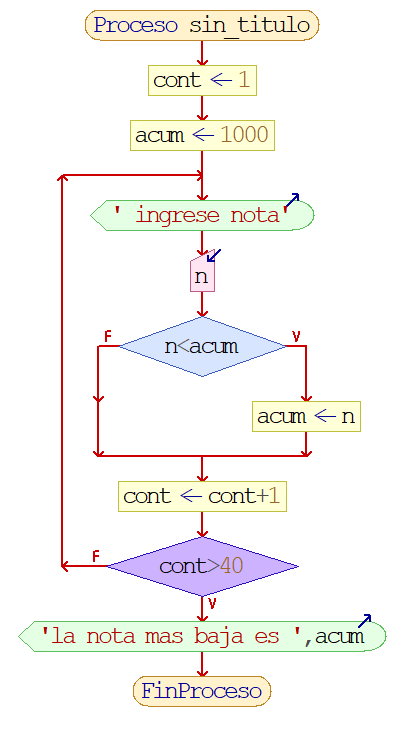 Proceso sin_titulo
cont ← 1
acum ← 1000
' ingrese nota'
n
n<acum
F
V
acum ← n
cont ← cont+1
cont>40
F
V
'la nota mas baja es ',acum
FinProceso